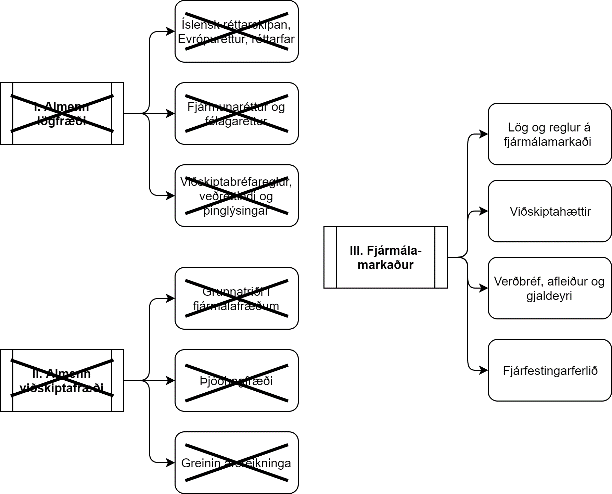 I. Almenn
lögfræði
Íslensk réttarskipan,
Evrópuréttur, réttarfar
Fjármunaréttur og
félagaréttur
Viðskiptabréfareglur,
veðréttindi og
þinglýsingar
II. Almenn
viðskiptafræði
Grunnatriði í
fjármálafræðum
Þjóðhagfræði
Greining ársreikninga
III. Fjármála-
markaður
Lög og reglur á
fjármálamarkaði
Viðskiptahættir
Verðbréf, afleiður og
gjaldeyri
Fjárfestingarferlið